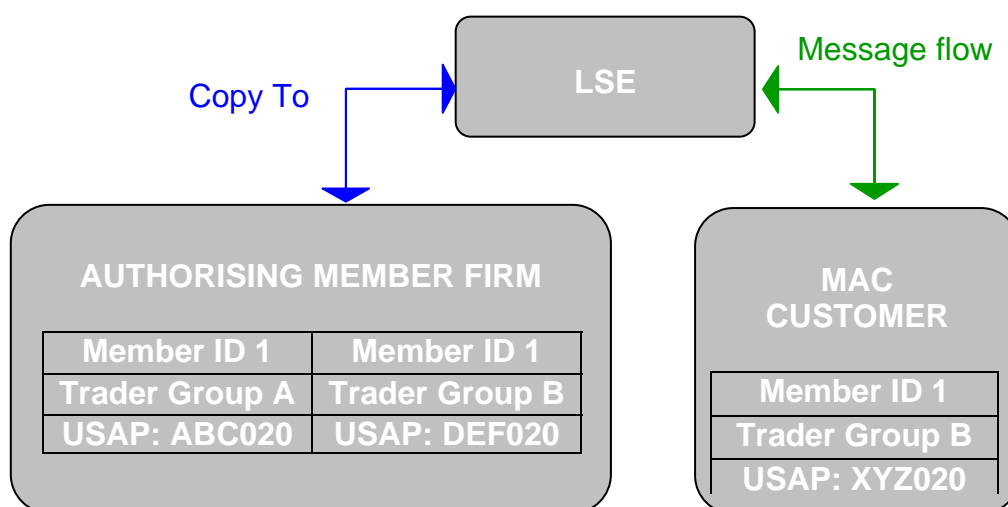 LSE
Message flow
Copy To
AUTHORISING MEMBER FIRM
Member ID 1 Member ID 1
Trader Group A Trader Group B
USAP: ABC020 USAP: DEF020
MAC
CUSTOMER
Member ID 1
Trader Group B
USAP: XYZ020